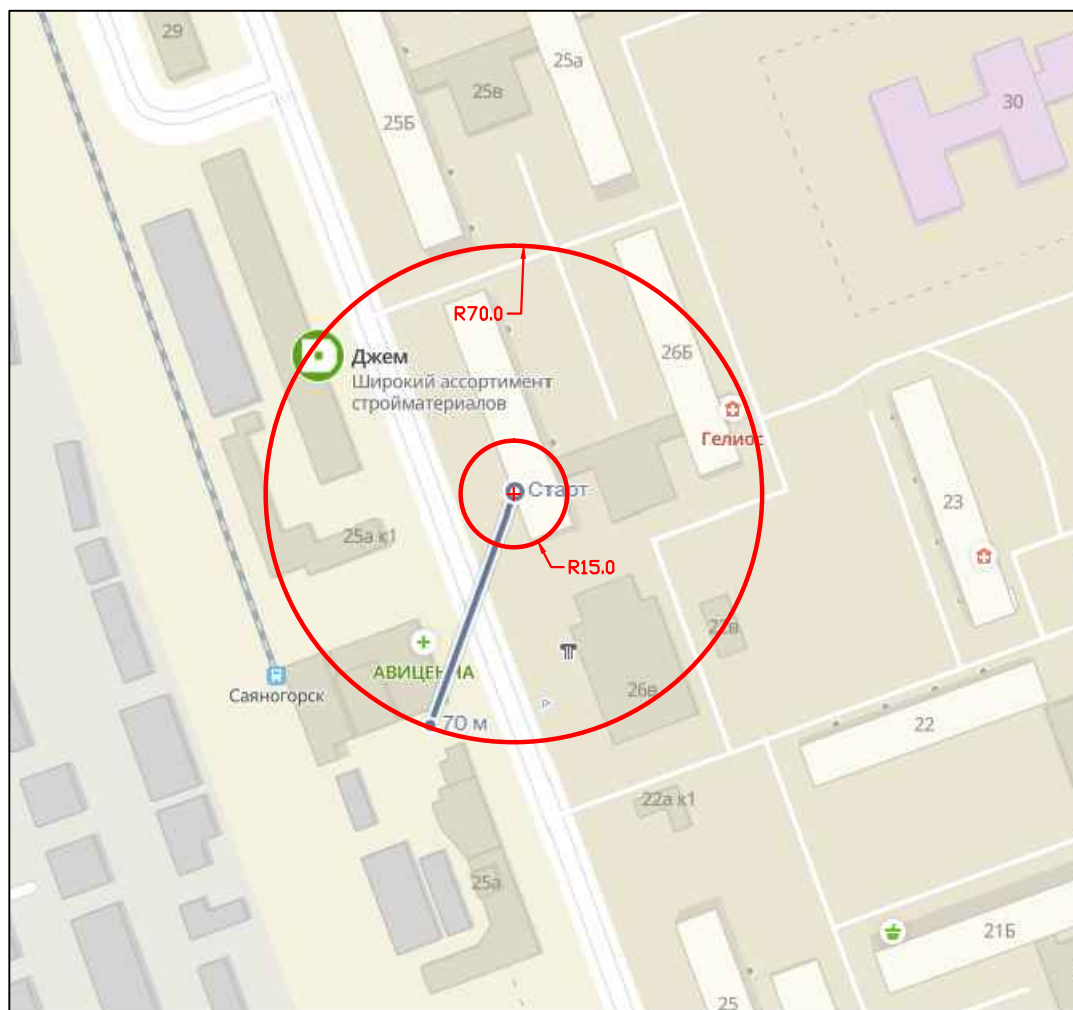 29
25в
25а
30
25Б
R70.0
26Б
Джем
Широкий ассортимент
стройматериалов
Гелиос
Старт
23
25а к1
R15.0
22в
АВИЦЕННА
26в
Саяногорск
P
70 м
22
22а к1
25а
21Б
25